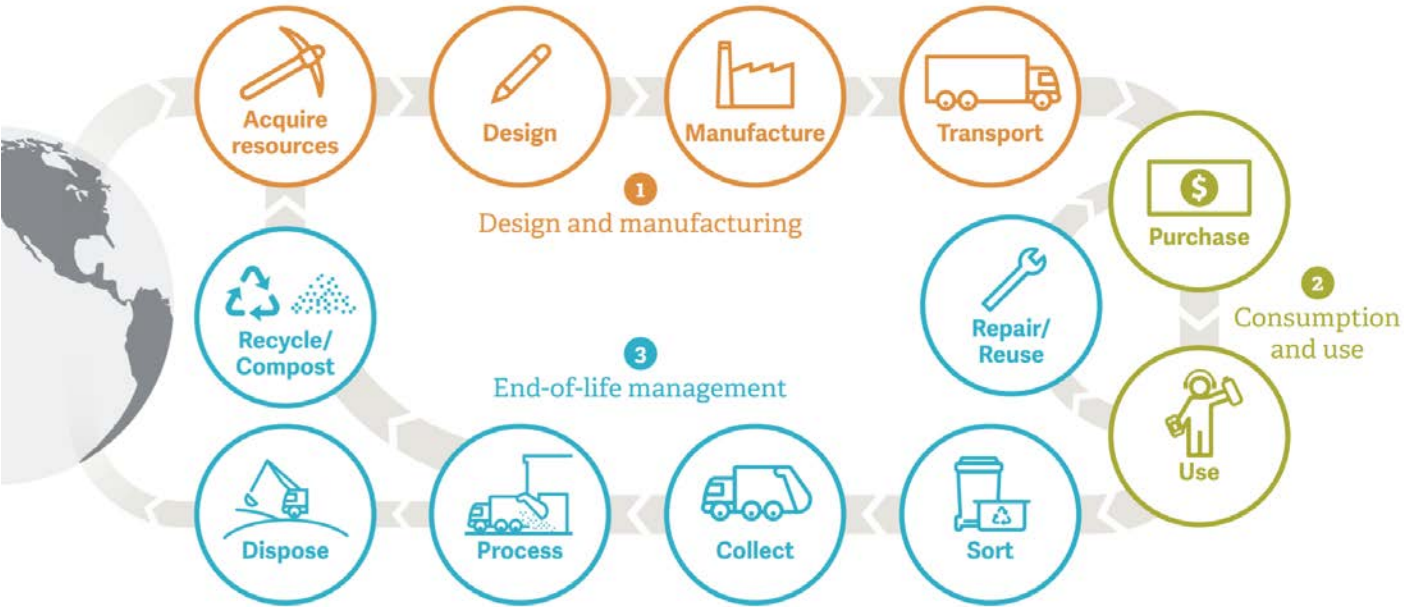 Acquire
resources
Design
Manufacture
Transport
1
Design and manufacturing
$
Purchase
2
Consumption
and use
Repair/
Reuse
Use
Recycle/
Compost
3
End-of-life management
Dispose
Process
Collect
Sort